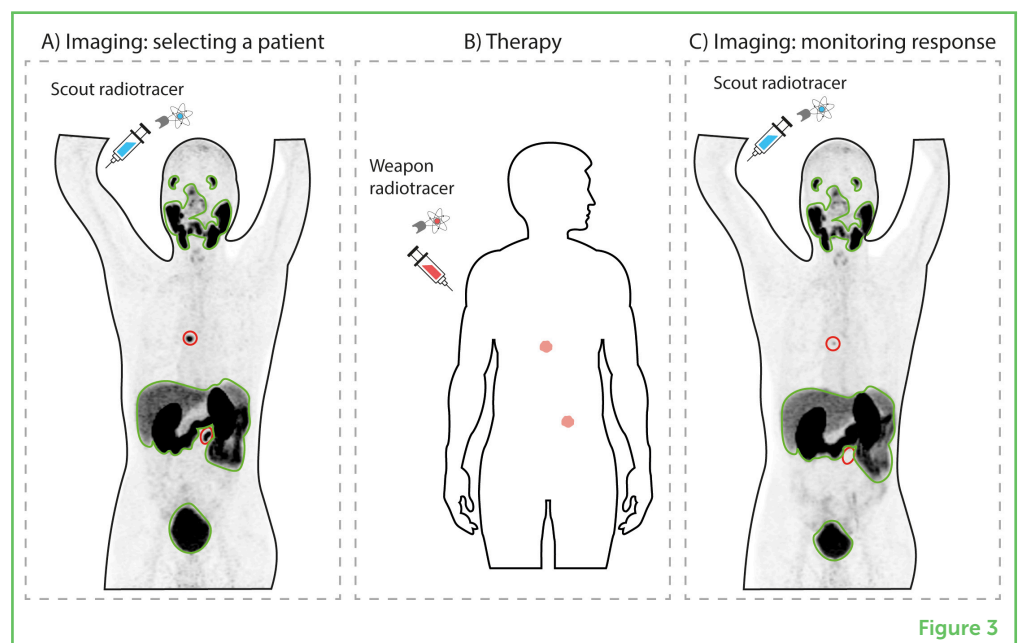 A) Imaging: selecting a patient
Scout radiotracer
B) Therapy
Weapon
radiotracer
C) Imaging: monitoring response
Scout radiotracer
Figure 3